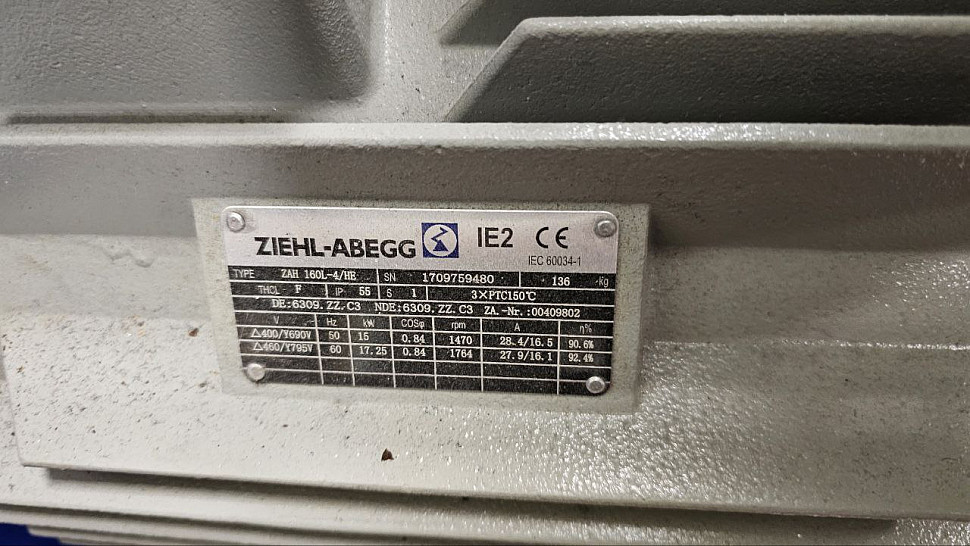 ZIEHL-ABEGG IE2 CE
IEC 60034-1
TYPE ZAH 160L-4/HE SN 1709759480 136 Kg
THCL F IP 55 S 1 3×PTC150℃
DE:6309.ZZ.C3 NDE:6309.ZZ.C3 ZA.-Nr.:00409802
V Hz kW COSφ rpm A η%
△400/Y690V 50 15 0.84 1470 28.4/16.5 90.6%
△460/Y795V 60 17.25 0.84 1764 27.9/16.1 92.4%